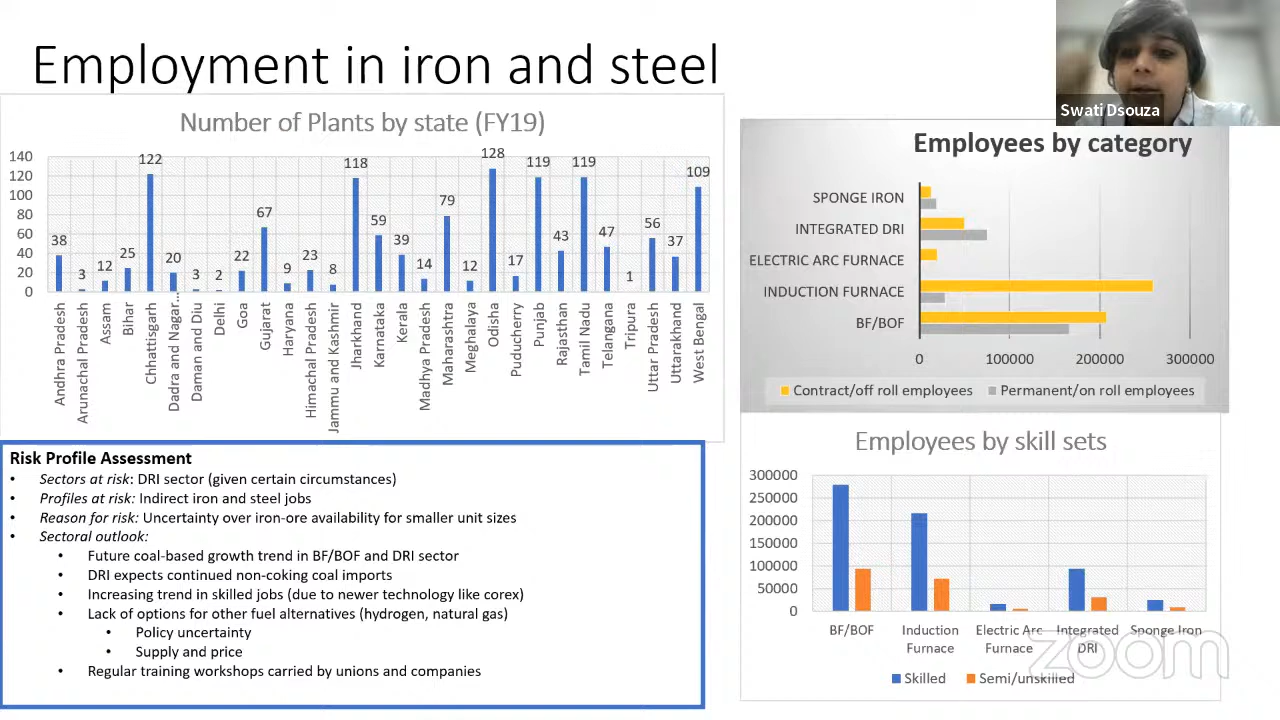 Employment in iron and steel
Swati Dsouza
Number of Plants by state (FY19)
140
120
100
80
60
40
20
0
38
3
12
25
122
20
3
2
22
67
9
23
8
118
59
39
14
79
12
128
17
119
43
119
47
1
56
37
109
Andhra Pradesh
Arunachal Pradesh
Assam
Bihar
Chhattisgarh
Dadra and Nagar…
Daman and Diu
Delhi
Goa
Gujarat
Haryana
Himachal Pradesh
Jammu and Kashmir
Jharkhand
Karnataka
Kerala
Madhya Pradesh
Maharashtra
Meghalaya
Odisha
Puducherry
Punjab
Rajasthan
Tamil Nadu
Telangana
Tripura
Uttar Pradesh
Uttarakhand
West Bengal
Employees by category
SPONGE IRON
INTEGRATED DRI
ELECTRIC ARC FURNACE
INDUCTION FURNACE
BF/BOF
0 100000 200000 300000
Contract/off roll employees Permanent/on roll employees
Risk Profile Assessment
• Sectors at risk: DRI sector (given certain circumstances)
• Profiles at risk: Indirect iron and steel jobs
• Reason for risk: Uncertainty over iron-ore availability for smaller unit sizes
• Sectoral outlook:
• Future coal-based growth trend in BF/BOF and DRI sector
• DRI expects continued non-coking coal imports
• Increasing trend in skilled jobs (due to newer technology like corex)
• Lack of options for other fuel alternatives (hydrogen, natural gas)
• Policy uncertainty
• Supply and price
• Regular training workshops carried by unions and companies
Employees by skill sets
300000
250000
200000
150000
100000
50000
0
BF/BOF
Induction
Furnace
Electric Arc
Furnace
Integrated
DRI
Sponge Iron
Skilled Semi/unskilled
zoom